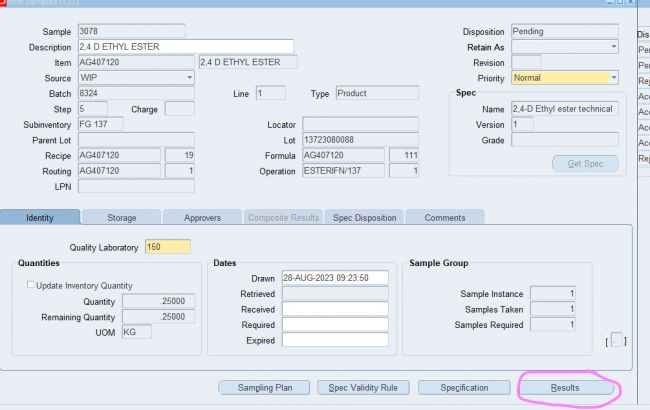 Item Samples (137)
Sample 3078
Description 2,4 D ETHYL ESTER
Item AG407120 2,4 D ETHYL ESTER
Source WIP
Batch 8324 Line 1 Type Product
Step 5 Charge
Subinventory FG 137 Locator
Parent Lot Lot 13723080088
Recipe AG407120 19 Formula AG407120 111
Routing AG407120 1 Operation ESTERIFN/137 1
LPN
Disposition Pending
Retain As
Revision
Priority Normal
Spec
Name 2,4-D Ethyl ester technical
Version 1
Grade
Get Spec
Identity Storage Approvers Composite Results Spec Disposition Comments
Quality Laboratory 150
Quantities
Update Inventory Quantity
Quantity .25000
Remaining Quantity .25000
UOM KG
Dates
Drawn 28-AUG-2023 09:23:50
Retrieved
Received
Required
Expired
Sample Group
Sample Instance 1
Samples Taken 1
Samples Required 1
[ . ]
Sampling Plan Spec Validity Rule Specification Results
Dis
Per
Per
Rej
Acc
Acc
Acc
Acc
Rej